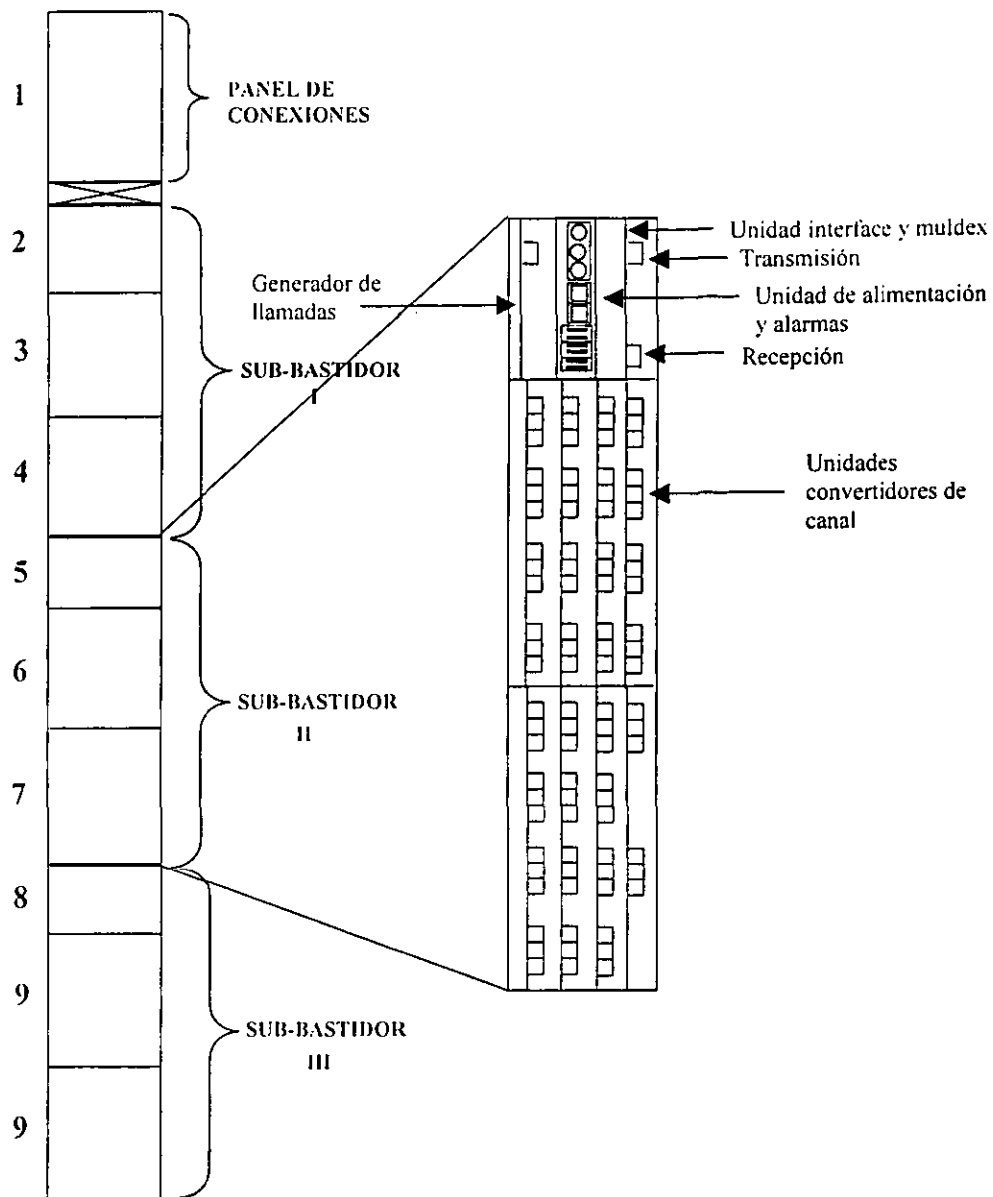 1
PANEL DE
CONEXIONES
2
3
SUB-BASTIDOR
I
4
5
6
SUB-BASTIDOR
II
7
8
9
SUB-BASTIDOR
III
9
Generador de
llamadas
Unidad interface y muldex
Transmisión
Unidad de alimentación
y alarmas
Recepción
Unidades
convertidores de
canal